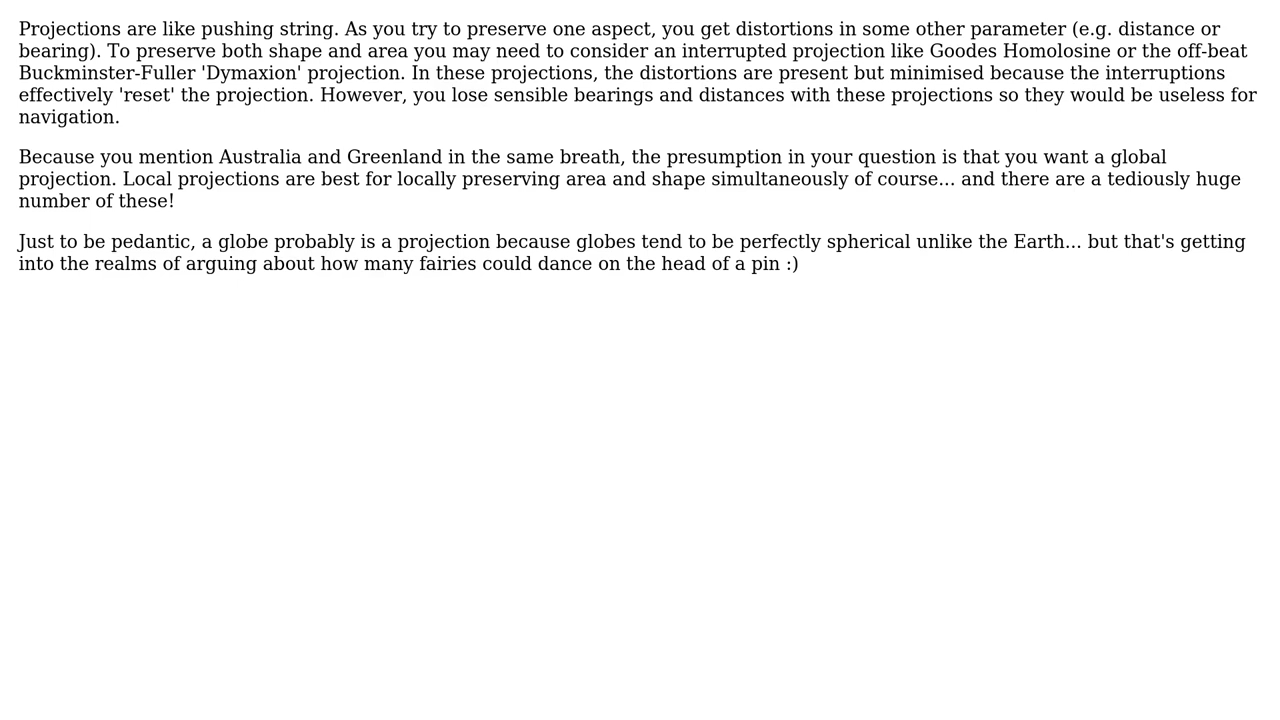 Projections are like pushing string. As you try to preserve one aspect, you get distortions in some other parameter (e.g. distance or
bearing). To preserve both shape and area you may need to consider an interrupted projection like Goodes Homolosine or the off-beat
Buckminster-Fuller 'Dymaxion' projection. In these projections, the distortions are present but minimised because the interruptions
effectively 'reset' the projection. However, you lose sensible bearings and distances with these projections so they would be useless for
navigation.
Because you mention Australia and Greenland in the same breath, the presumption in your question is that you want a global
projection. Local projections are best for locally preserving area and shape simultaneously of course... and there are a tediously huge
number of these!
Just to be pedantic, a globe probably is a projection because globes tend to be perfectly spherical unlike the Earth... but that's getting
into the realms of arguing about how many fairies could dance on the head of a pin :)